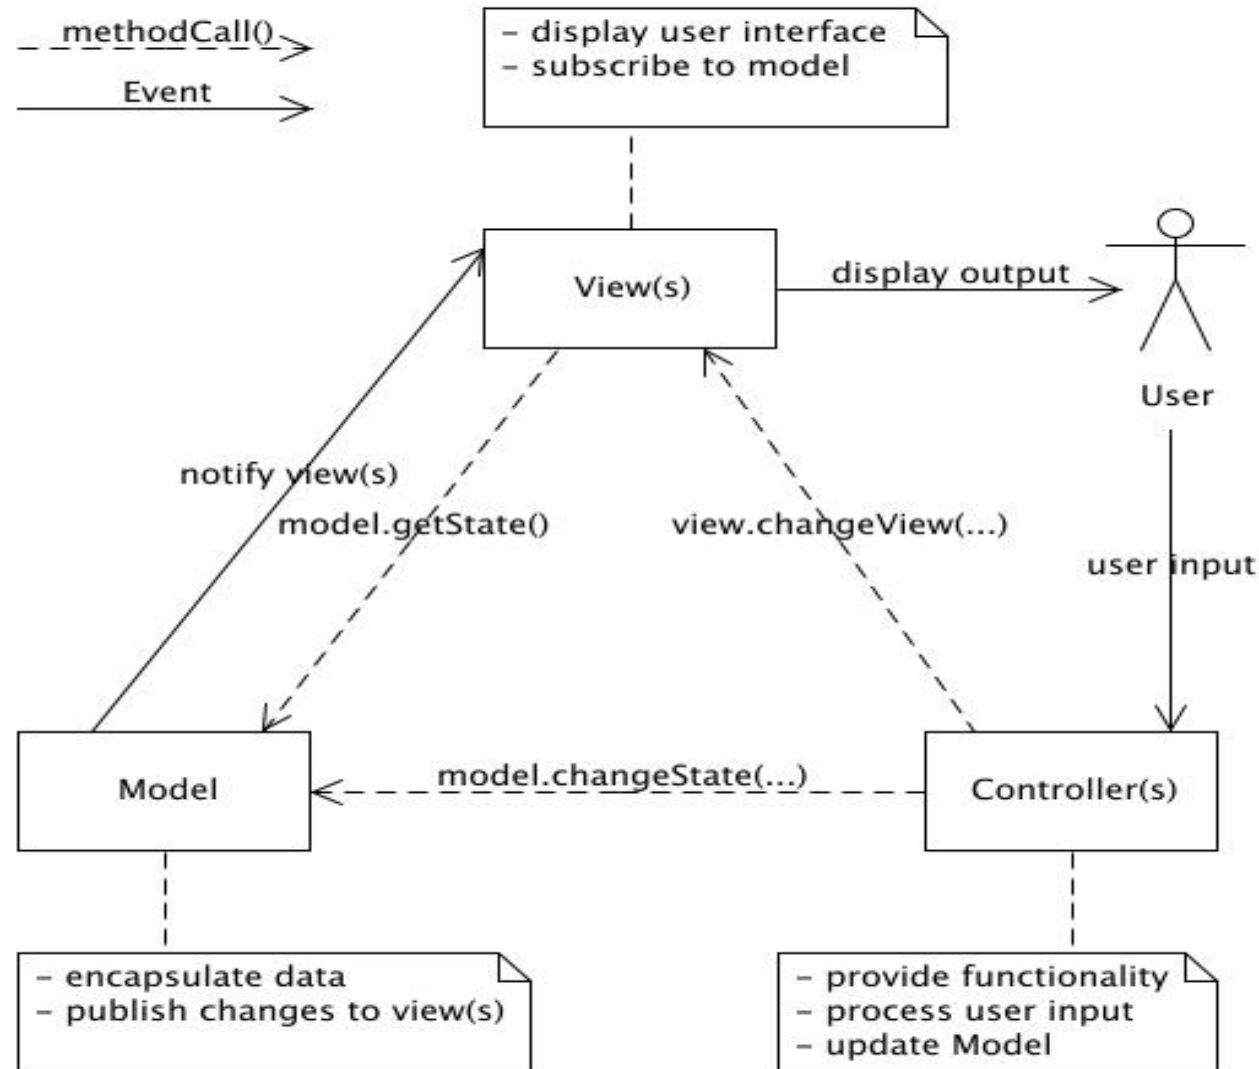 methodCall()
Event
– display user interface
– subscribe to model
View(s)
display output
User
notify view(s)
model.getState()
view.changeView(...)
user input
Model
model.changeState(...)
Controller(s)
– encapsulate data
– publish changes to view(s)
– provide functionality
– process user input
– update Model